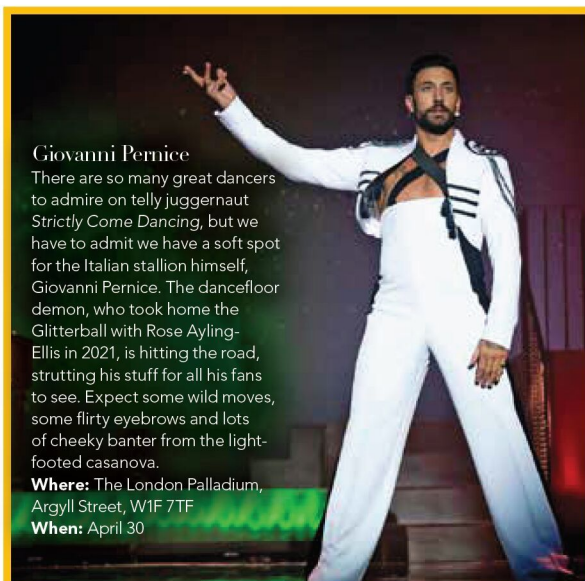 Giovanni Pernice
There are so many great dancers
to admire on telly juggernaut
Strictly Come Dancing, but we
have to admit we have a soft spot
for the Italian stallion himself,
Giovanni Pernice. The dancefloor
demon, who took home the
Glitterball with Rose Ayling-
Ellis in 2021, is hitting the road,
strutting his stuff for all his fans
to see. Expect some wild moves,
some flirty eyebrows and lots
of cheeky banter from the light-
footed casanova.
Where: The London Palladium,
Argyll Street, W1F 7TF
When: April 30